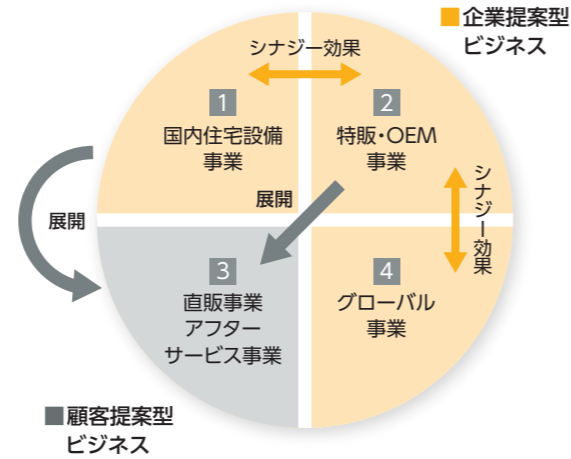 ■企業提案型
ビジネス
シナジー効果
1
国内住宅設備
事業
2
特販・OEM
事業
シナジー効果
展開
展開
3
直販事業
アフター
サービス事業
4
グローバル
事業
■顧客提案型
ビジネス